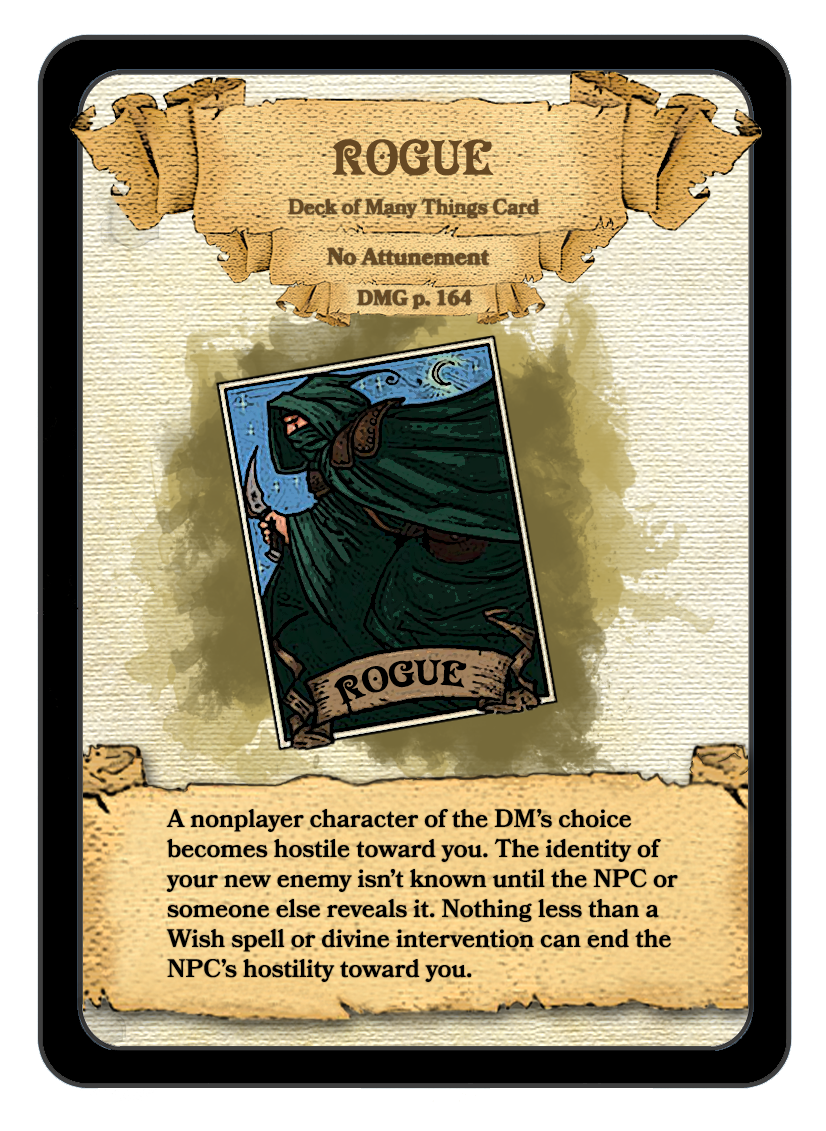 ROGUE
Deck of Many Things Card
No Attunement
DMG p. 164
ROGUE
A nonplayer character of the DM's choice
becomes hostile toward you. The identity of
your new enemy isn't known until the NPC or
someone else reveals it. Nothing less than a
Wish spell or divine intervention can end the
NPC's hostility toward you.